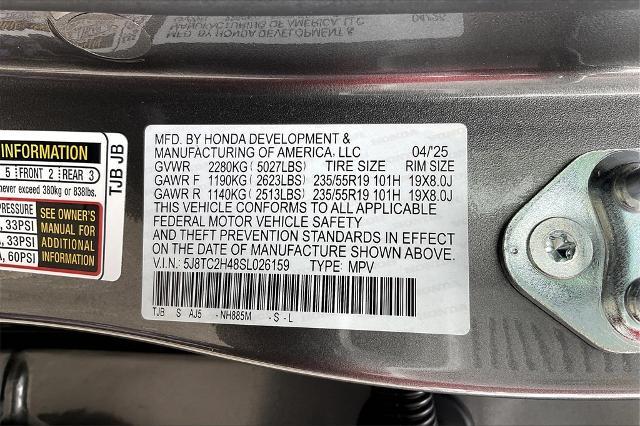 MFD. BY HONDA DEVELOPMENT &
MANUFACTURING OF AMERICA, LLC 04/'25
GVWR 2280KG (5027LBS) TIRE SIZE RIM SIZE
GAWR F 1190KG (2623LBS) 235/55R19 101H 19X8.0J
GAWR R 1140KG (2513LBS) 235/55R19 101H 19X8.0J
THIS VEHICLE CONFORMS TO ALL APPLICABLE
FEDERAL MOTOR VEHICLE SAFETY
AND THEFT PREVENTION STANDARDS IN EFFECT
ON THE DATE OF MANUFACTURE SHOWN ABOVE.
V.I.N.: 5J8TC2H48SL026159 TYPE: MPV
TJB S AJ5 -NH885M -S-L
INFORMATION
5 FRONT 2 REAR 3
never exceed 380kg or 838lbs.
PRESSURE
33PSI
33PSI
60PSI
SEE OWNER'S
MANUAL FOR
ADDITIONAL
INFORMATION
TJB JB